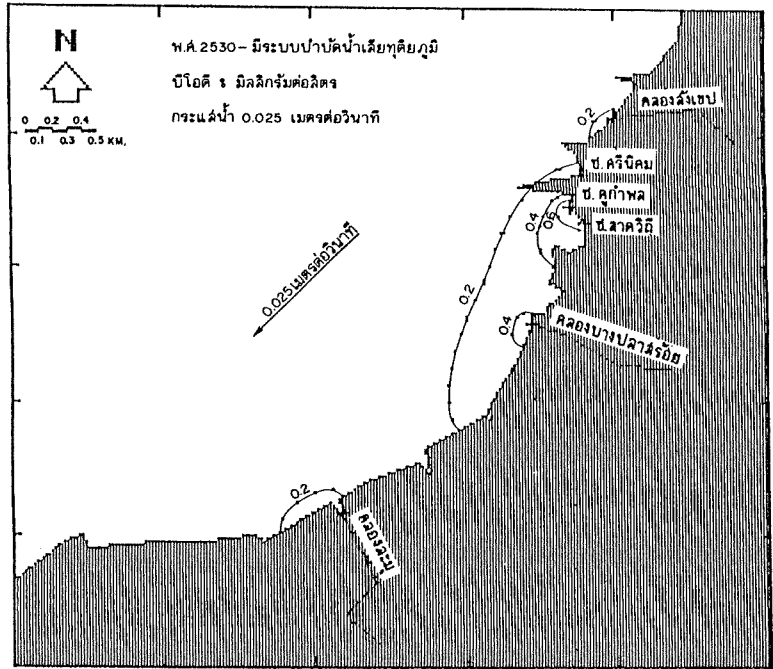 N
พ.ศ.2530-มีระบบบำบัดน้ำเสียทุติยภูมิ
บีโอดี : มิลลิกรัมต่อลิตร
กระแสน้ำ 0.025 เมตรต่อวินาที
0 0.2 0.4
0.1 0.3 0.5 KM.
0.2
คลองสังเขป
ซ.ศรีนิคม
ซ.คูกำพล
ซ.สาควิถี
0.4
0.6
0.2
0.025 เมตรต่อวินาที
0.4
คลองบางปลาสร้อย
0.2
คลองละมุ